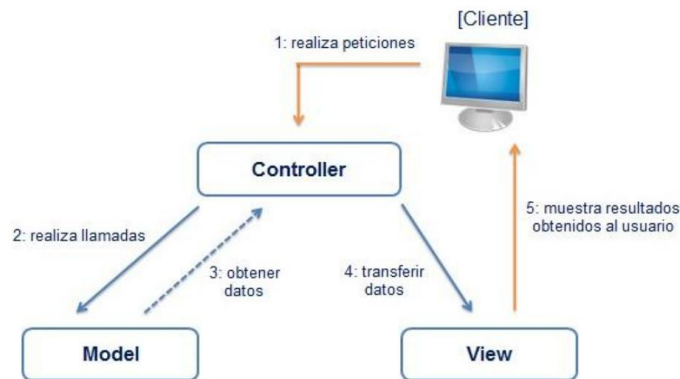 [Cliente]
1: realiza peticiones
Controller
2: realiza llamadas
3: obtener
datos
4: transferir
datos
5: muestra resultados
obtenidos al usuario
Model
View